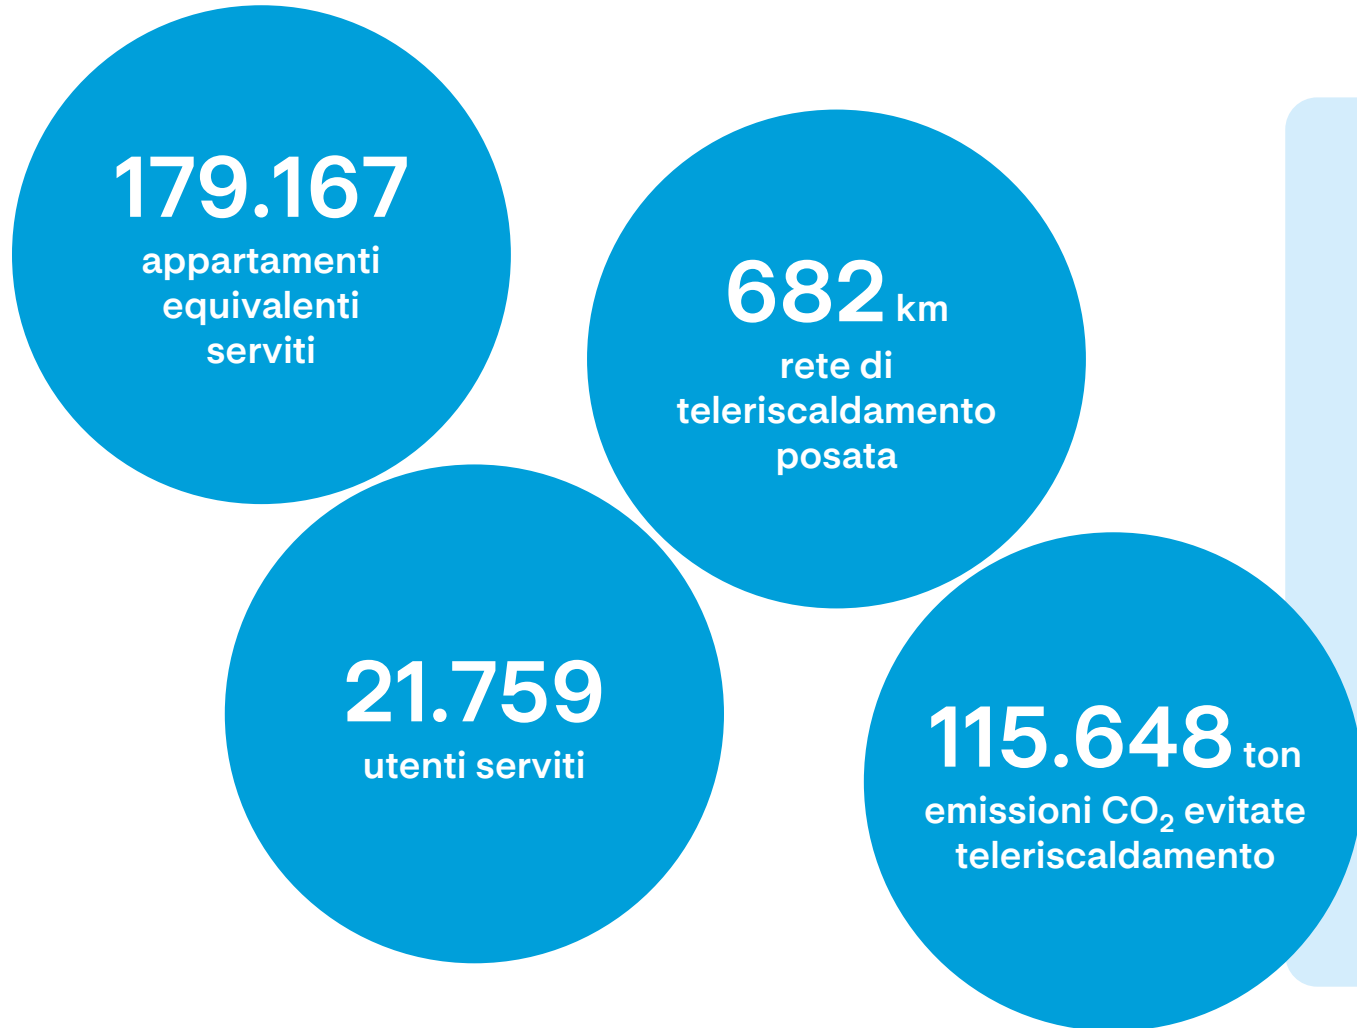 179.167
appartamenti
equivalenti
serviti
682 km
rete di
teleriscaldamento
posata
21.759
utenti serviti
115.648 ton
emissioni CO₂ evitate
teleriscaldamento